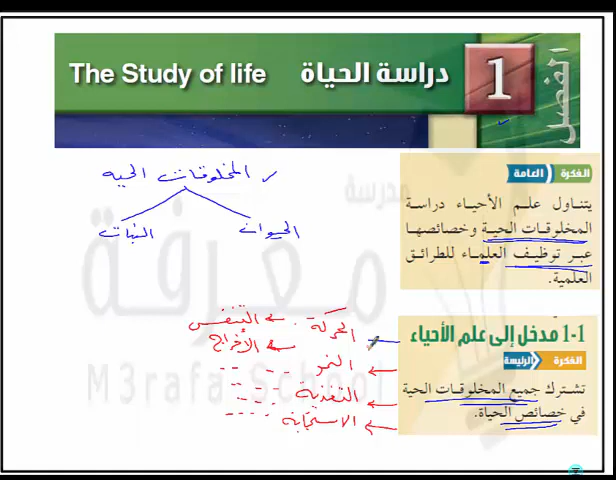 الفصل
1
دراسة الحياة The Study of life
الفكرة العامة
يتناول علم الأحياء دراسة
المخلوقات الحية وخصائصها
عبر توظيف العلماء للطرائق
العلمية.
المخلوقات الحيه
الحيوان
النبات
1-1 مدخل إلى علم الأحياء
الفكرة الرئيسة
تشترك جميع المخلوقات الحية
في خصائص الحياة.
الحركة
التنفس
الأخراج
النمو
التغذية
الاستجابة
مدرسة
معرفة
M3rafa School